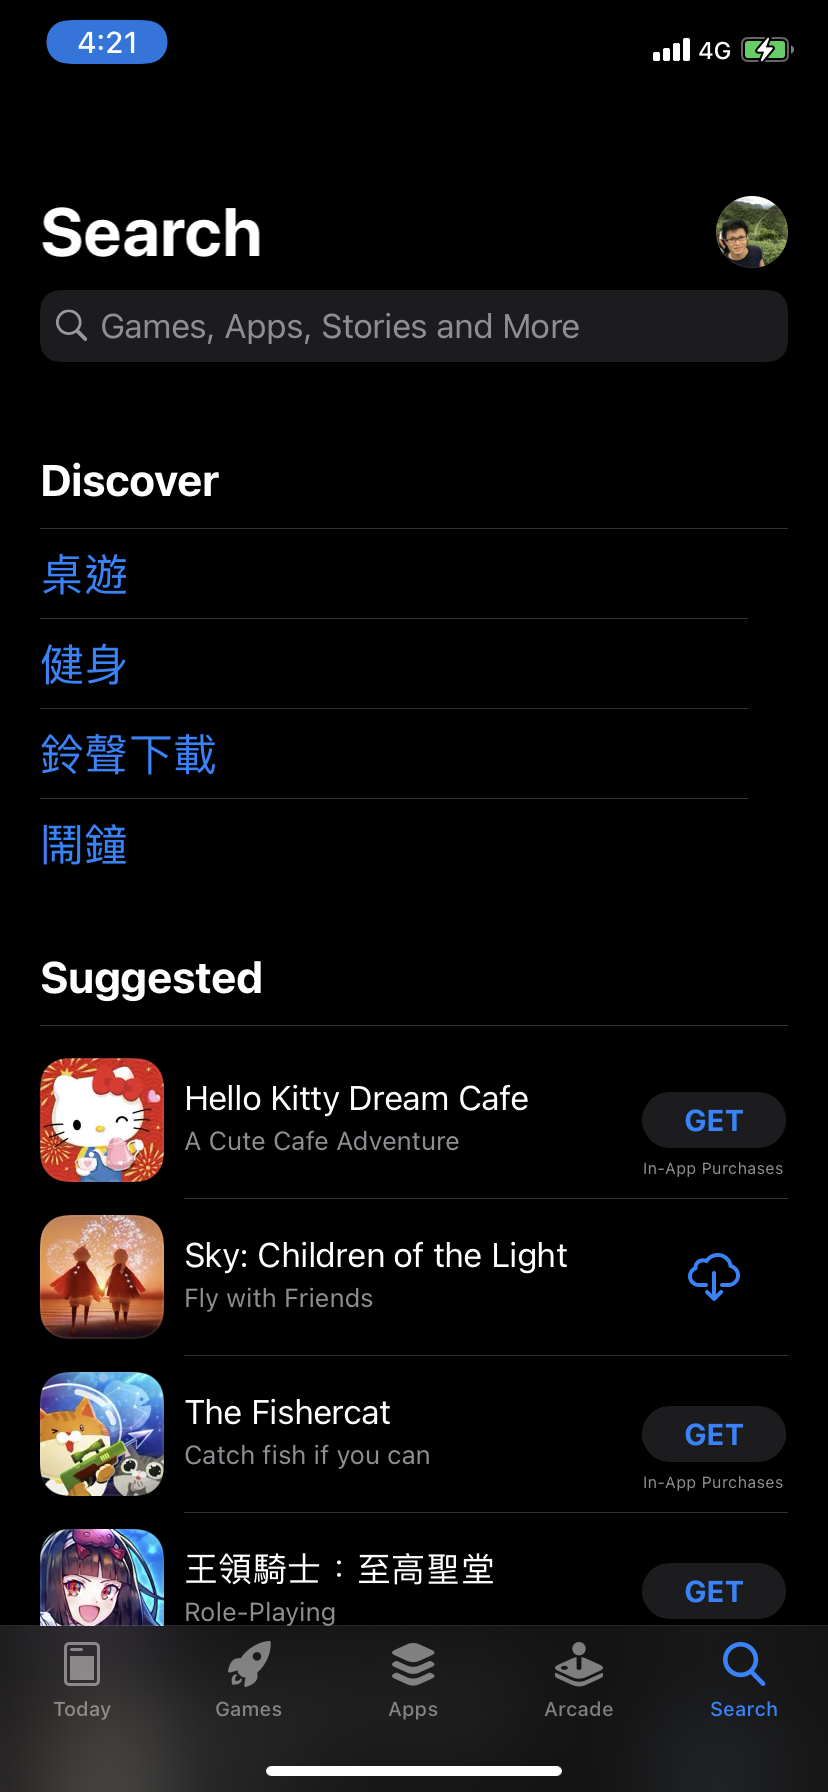 4:21
4G
Search
Games, Apps, Stories and More
Discover
桌遊
健身
鈴聲下載
鬧鐘
Suggested
Hello Kitty Dream Cafe
A Cute Cafe Adventure
GET
In-App Purchases
Sky: Children of the Light
Fly with Friends
The Fishercat
Catch fish if you can
GET
In-App Purchases
王領騎士：至高聖堂
Role-Playing
GET
Today
Games
Apps
Arcade
Search